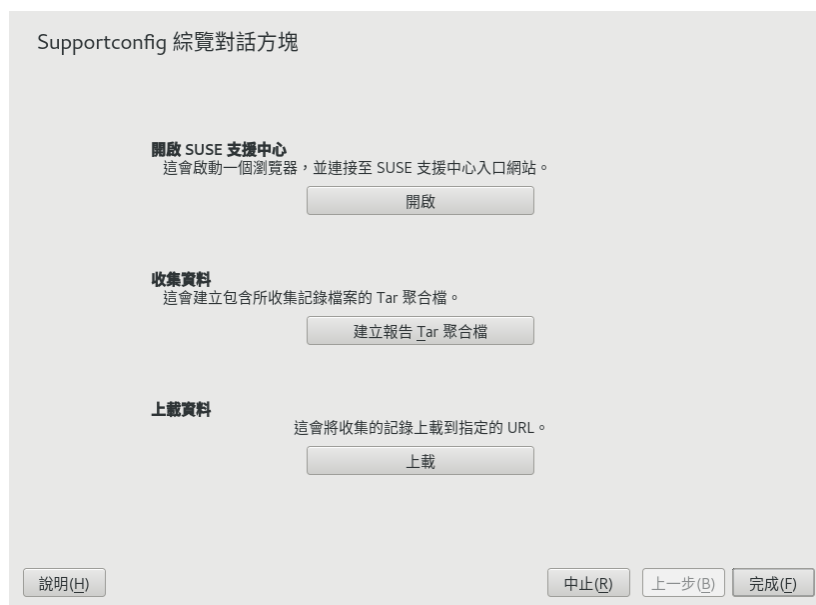 Supportconfig 綜覽對話方塊
開啟 SUSE 支援中心
這會啟動一個瀏覽器，並連接至 SUSE 支援中心入口網站。
開啟
收集資料
這會建立包含所收集記錄檔案的 Tar 聚合檔。
建立報告 Tar 聚合檔
上載資料
這會將收集的記錄上載到指定的 URL。
上載
說明(H)
中止(R)
上一步(B)
完成(F)